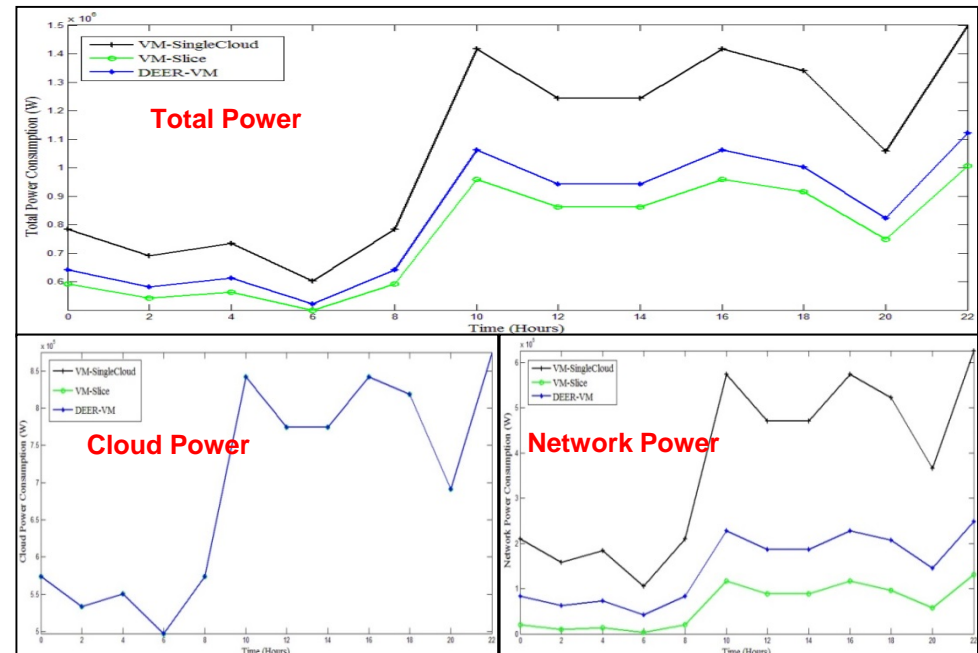 × 10⁶
1.5
1.4
1.3
1.2
1.1
1
0.9
0.8
0.7
0.6
Total Power Consumption (W)
VM-SingleCloud
VM-Slice
DEER-VM
Total Power
0 2 4 6 8 10 12 14 16 18 20 22
Time (Hours)
8.5
8
7.5
7
6.5
6
5.5
5
Cloud Power Consumption (W)
VM-SingleCloud
VM-Slice
DEER-VM
Cloud Power
0 2 4 6 8 10 12 14 16 18 20 22
Time (Hours)
6
5
4
3
2
1
0
Network Power Consumption (W)
VM-SingleCloud
VM-Slice
DEER-VM
Network Power
0 2 4 6 8 10 12 14 16 18 20 22
Time (Hours)